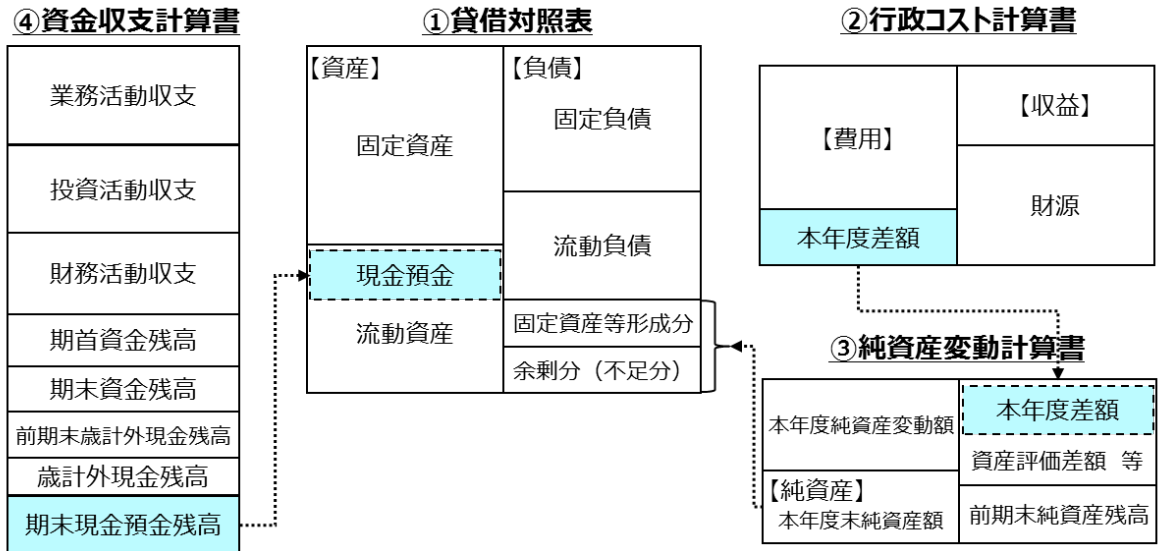 ④資金収支計算書
業務活動収支
投資活動収支
財務活動収支
期首資金残高
期末資金残高
前期末歳計外現金残高
歳計外現金残高
期末現金預金残高
①貸借対照表
【資産】
固定資産
現金預金
流動資産
【負債】
固定負債
流動負債
固定資産等形成分
余剰分（不足分）
②行政コスト計算書
【費用】
本年度差額
【収益】
財源
③純資産変動計算書
本年度純資産変動額
【純資産】
本年度末純資産額
本年度差額
資産評価差額 等
前期末純資産残高